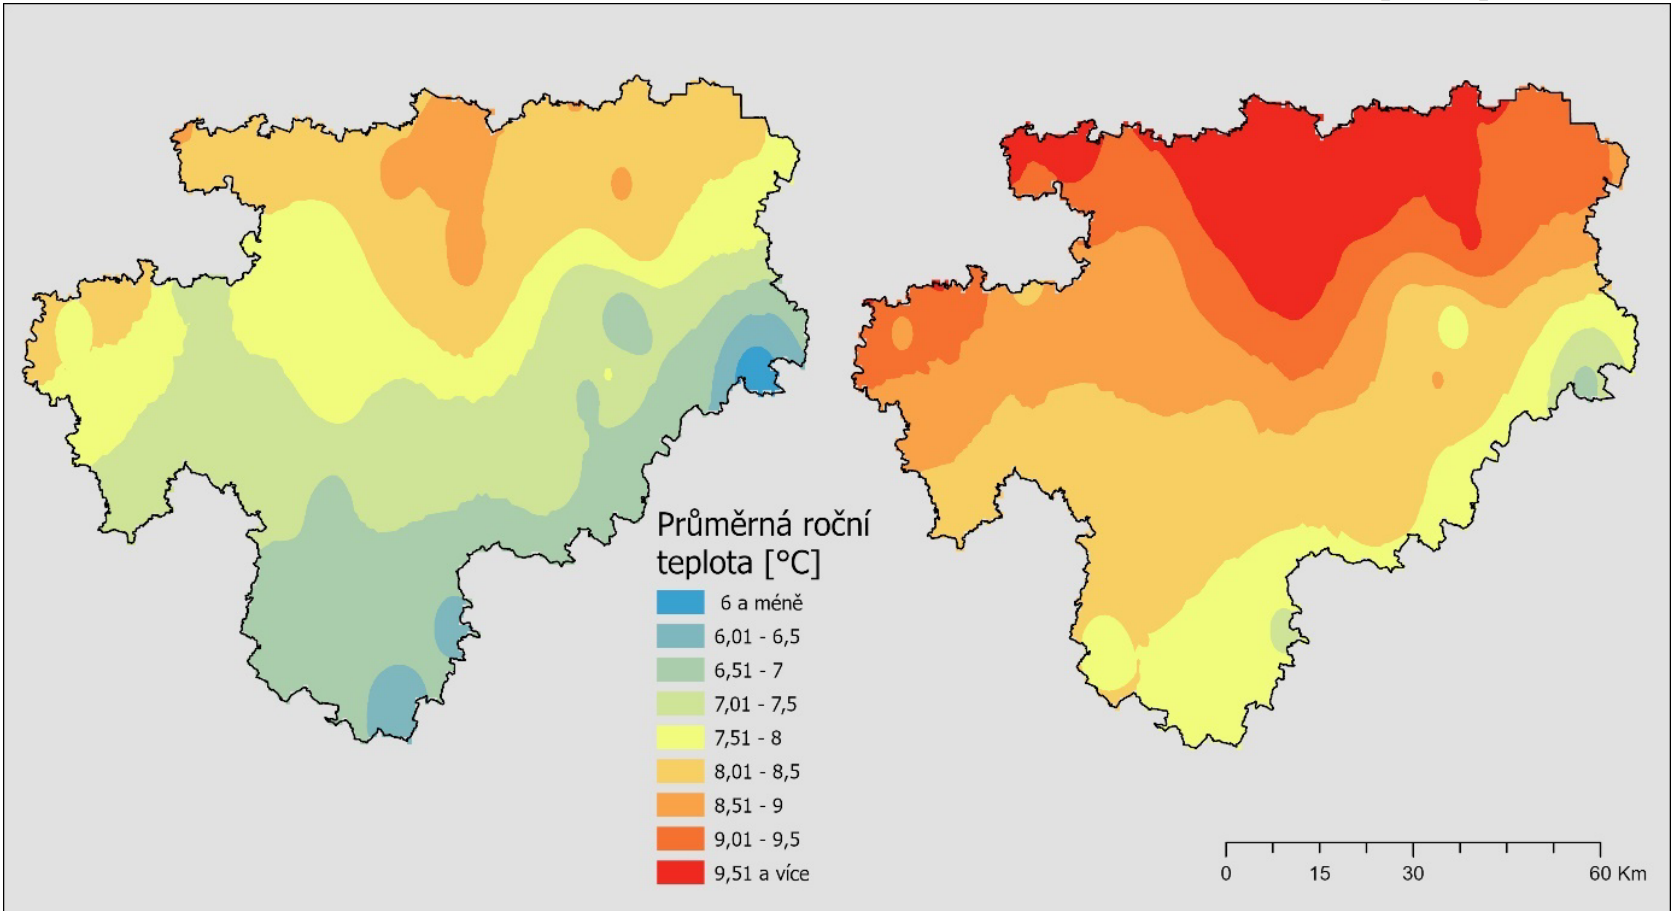 Průměrná roční
teplota [°C]
6 a méně
6,01 - 6,5
6,51 - 7
7,01 - 7,5
7,51 - 8
8,01 - 8,5
8,51 - 9
9,01 - 9,5
9,51 a více
0 15 30 60 Km